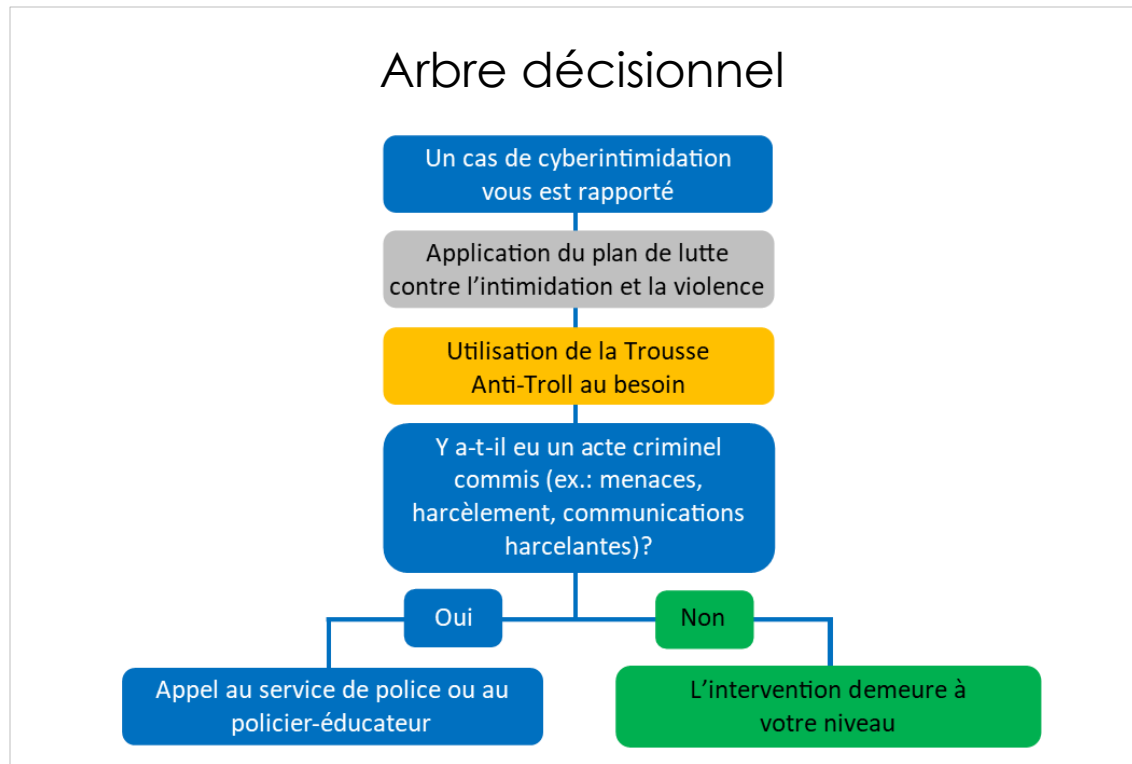 Arbre décisionnel
Un cas de cyberintimidation
vous est rapporté
Application du plan de lutte
contre l'intimidation et la violence
Utilisation de la Trousse
Anti-Troll au besoin
Y a-t-il eu un acte criminel
commis (ex.: menaces,
harcèlement, communications
harcelantes)?
Oui
Non
Appel au service de police ou au
policier-éducateur
L'intervention demeure à
votre niveau